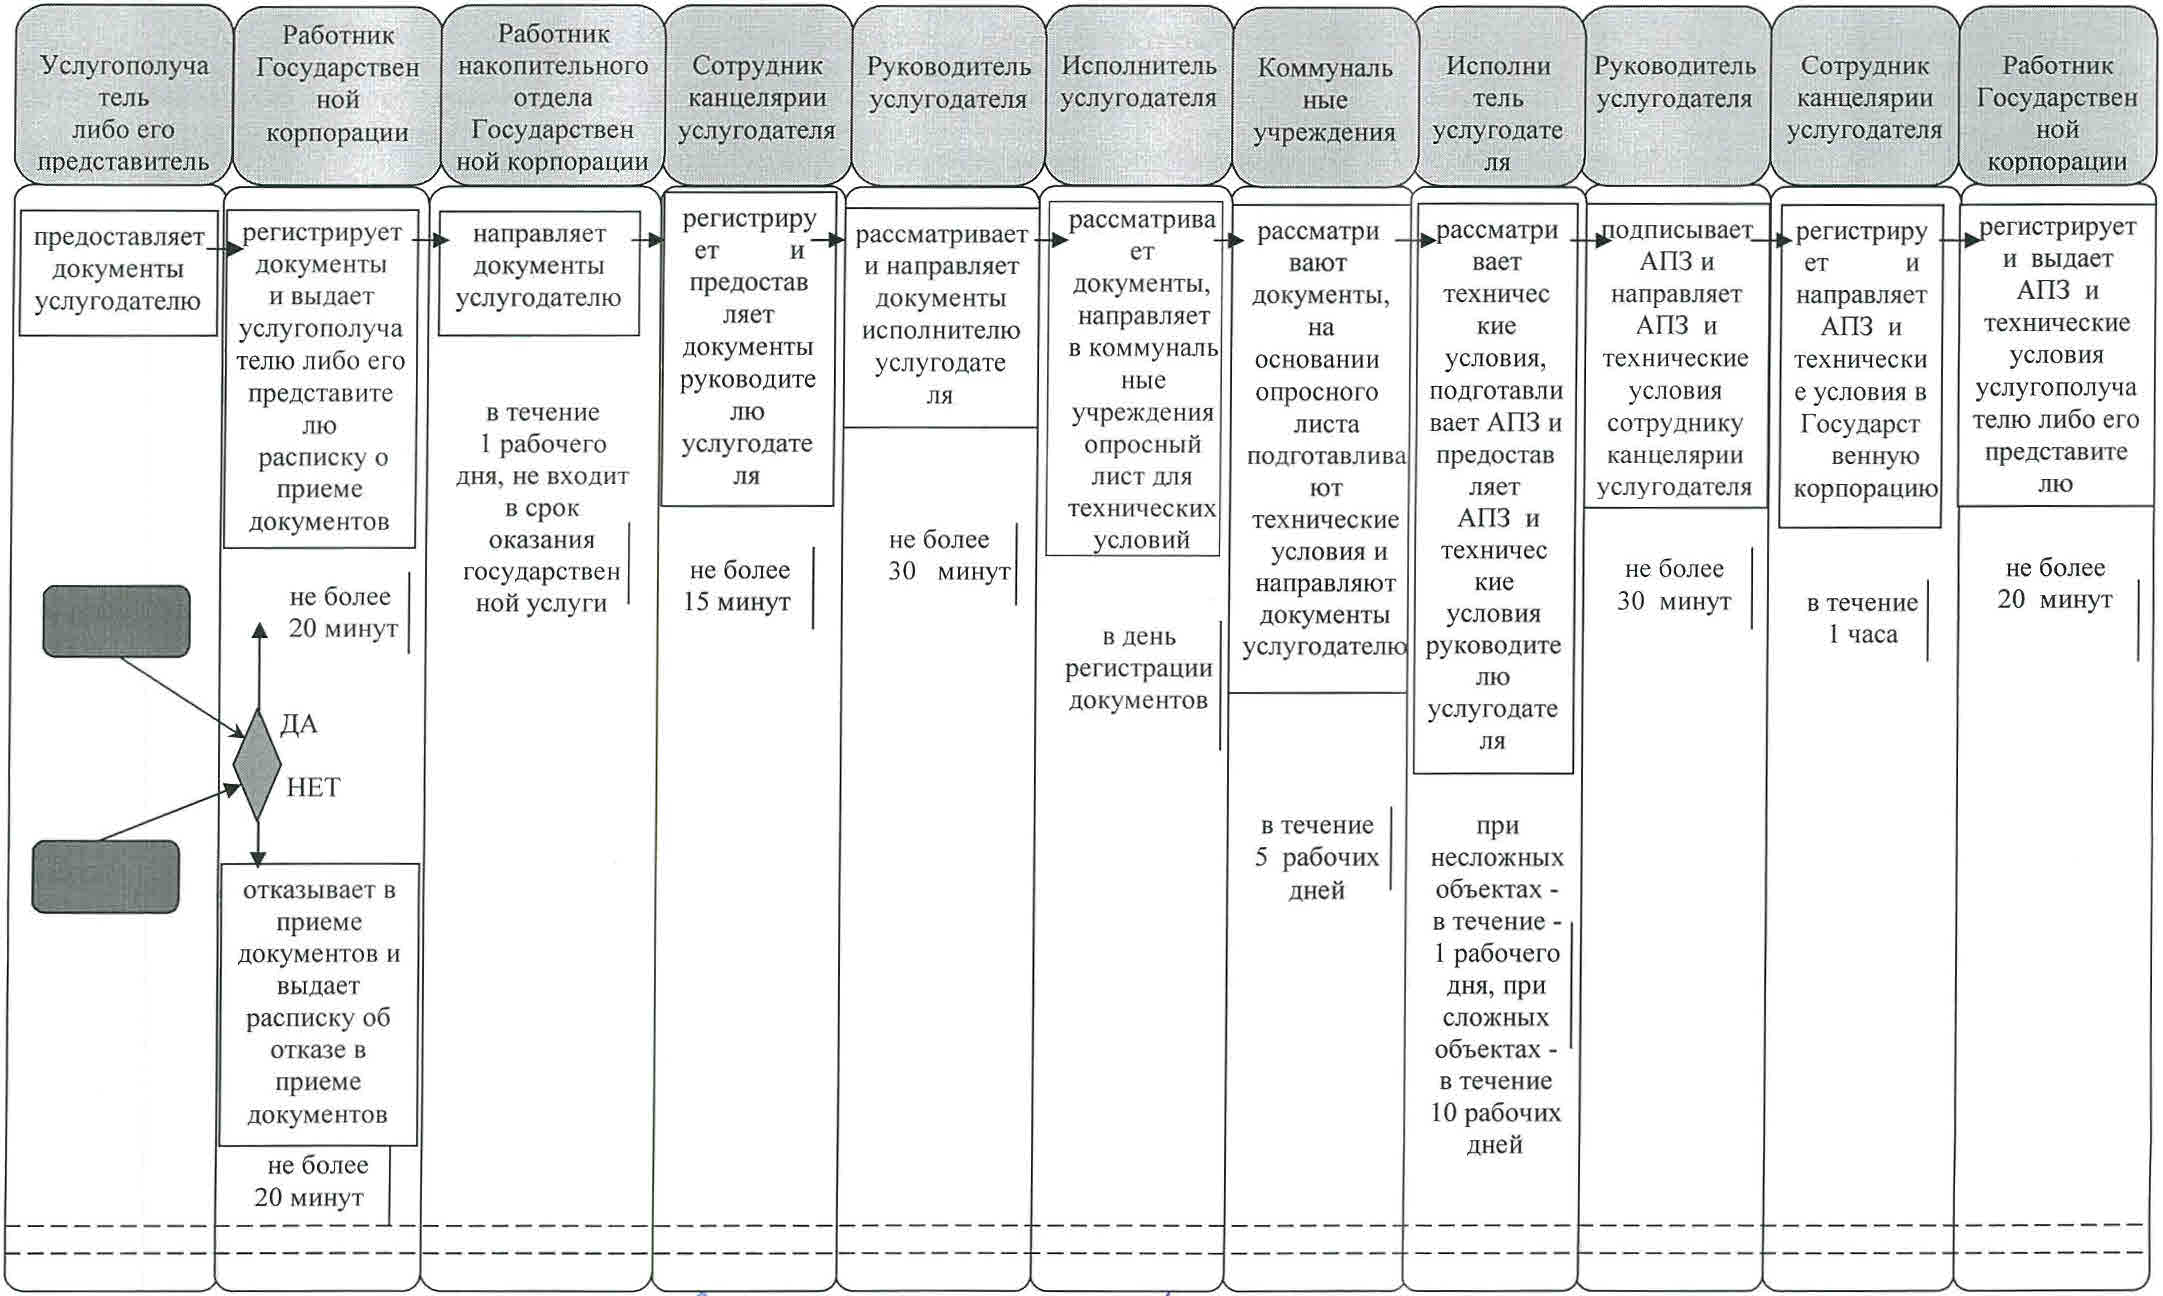 Услугополуча
тель
либо его
представитель
Работник
Государствен
ной
корпорации
Работник
накопительного
отдела
Государствен
ной корпорации
Сотрудник
канцелярии
услугодателя
Руководитель
услугодателя
Исполнитель
услугодателя
Коммуналь
ные
учреждения
Исполни
тель
услугодате
ля
Руководитель
услугодателя
Сотрудник
канцелярии
услугодателя
Работник
Государствен
ной
корпорации
предоставляет
документы
услугодателю
регистрирует
документы
и выдает
услугополуча
телю либо его
представите
лю
расписку о
приеме
документов
не более
20 минут
ДА
НЕТ
отказывает в
приеме
документов и
выдает
расписку об
отказе в
приеме
документов
не более
20 минут
направляет
документы
услугодателю
в течение
1 рабочего
дня, не входит
в срок
оказания
государствен
ной услуги
регистриру
ет и
предостав
ляет
документы
руководите
лю
услугодате
ля
не более
15 минут
рассматривает
и направляет
документы
исполнителю
услугодате
ля
не более
30 минут
рассматрива
ет
документы,
направляет
в коммуналь
ные
учреждения
опросный
лист для
технических
условий
в день
регистрации
документов
рассматри
вают
документы,
на
основании
опросного
листа
подготавлива
ют
технические
условия и
направляют
документы
услугодателю
в течение
5 рабочих
дней
рассматри
вает
техничес
кие
условия,
подготавли
вает АПЗ и
предостав
ляет
АПЗ и
техничес
кие
условия
руководите
лю
услугодате
ля
при
несложных
объектах -
в течение -
1 рабочего
дня, при
сложных
объектах -
в течение
10 рабочих
дней
подписывает
АПЗ и
направляет
АПЗ и
технические
условия
сотруднику
канцелярии
услугодателя
не более
30 минут
регистриру
ет и
направляет
АПЗ и
технически
е условия в
Государст
венную
корпорацию
в течение
1 часа
регистрирует
и выдает
АПЗ и
технические
условия
услугополуча
телю либо его
представите
лю
не более
20 минут